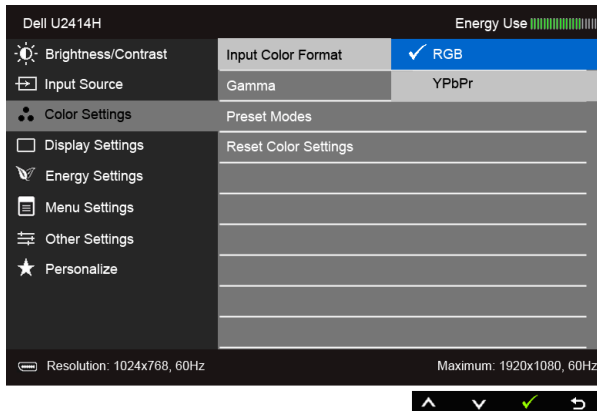 Dell U2414H
Energy Use
Brightness/Contrast
Input Color Format
RGB
Input Source
Gamma
YPbPr
Color Settings
Preset Modes
Display Settings
Reset Color Settings
Energy Settings
Menu Settings
Other Settings
Personalize
Resolution: 1024x768, 60Hz
Maximum: 1920x1080, 60Hz